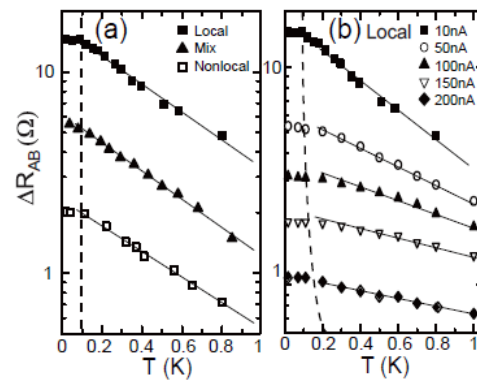 (a)
Local
Mix
Nonlocal
ΔR_AB (Ω)
10
1
0 0.2 0.4 0.6 0.8 1
T (K)
(b) Local
10nA
50nA
100nA
150nA
200nA
10
1
0 0.2 0.4 0.6 0.8 1
T (K)